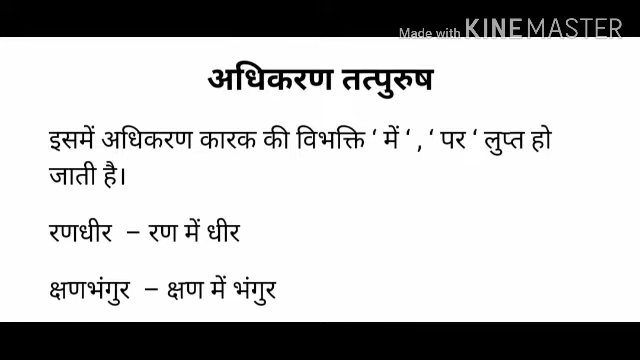 Made with KINEMASTER
अधिकरण तत्पुरुष
इसमें अधिकरण कारक की विभक्ति ‘ में ‘ , ‘ पर ‘ लुप्त हो
जाती है।
रणधीर – रण में धीर
क्षणभंगुर – क्षण में भंगुर